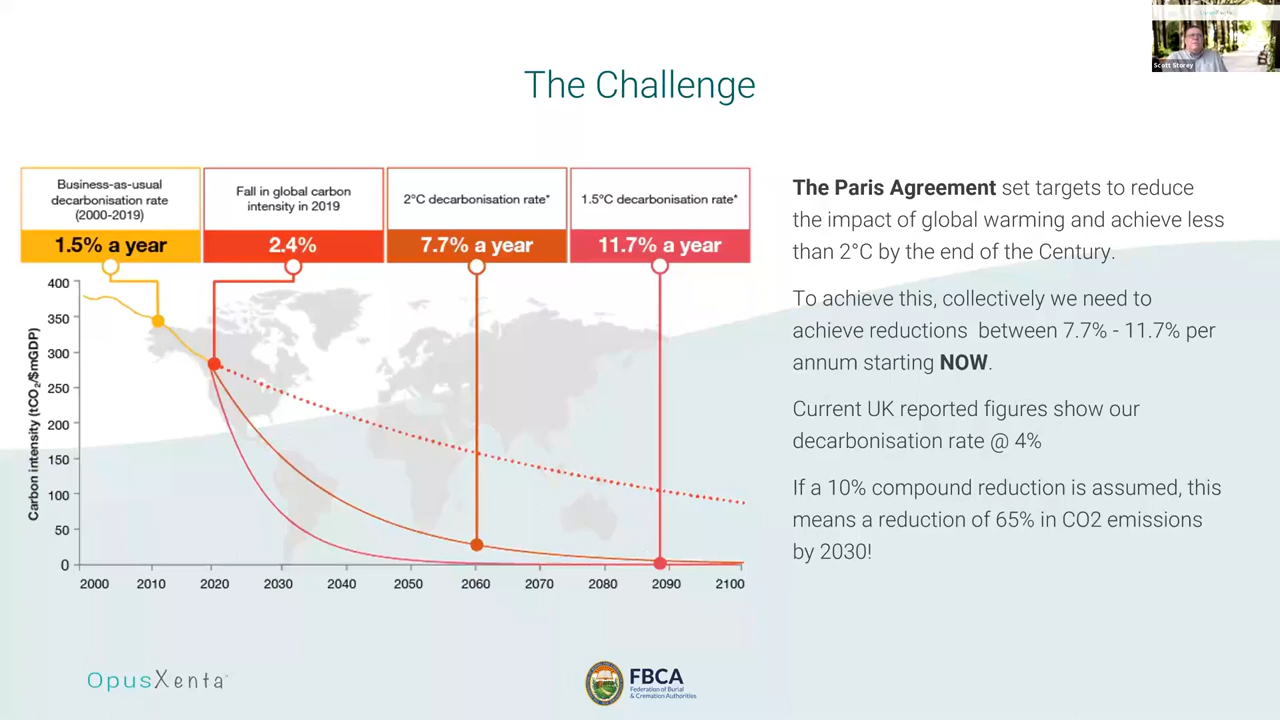 Scott Storey
The Challenge
Business-as-usual
decarbonisation rate
(2000-2019)
1.5% a year
Fall in global carbon
intensity in 2019
2.4%
2°C decarbonisation rate*
7.7% a year
1.5°C decarbonisation rate*
11.7% a year
Carbon intensity (tCO₂/$mGDP)
400
350
300
250
200
150
100
50
0
2000 2010 2020 2030 2040 2050 2060 2070 2080 2090 2100
The Paris Agreement set targets to reduce
the impact of global warming and achieve less
than 2°C by the end of the Century.
To achieve this, collectively we need to
achieve reductions between 7.7% - 11.7% per
annum starting NOW.
Current UK reported figures show our
decarbonisation rate @ 4%
If a 10% compound reduction is assumed, this
means a reduction of 65% in CO2 emissions
by 2030!
OpusXenta
FBCA
Federation of Burial
& Cremation Authorities